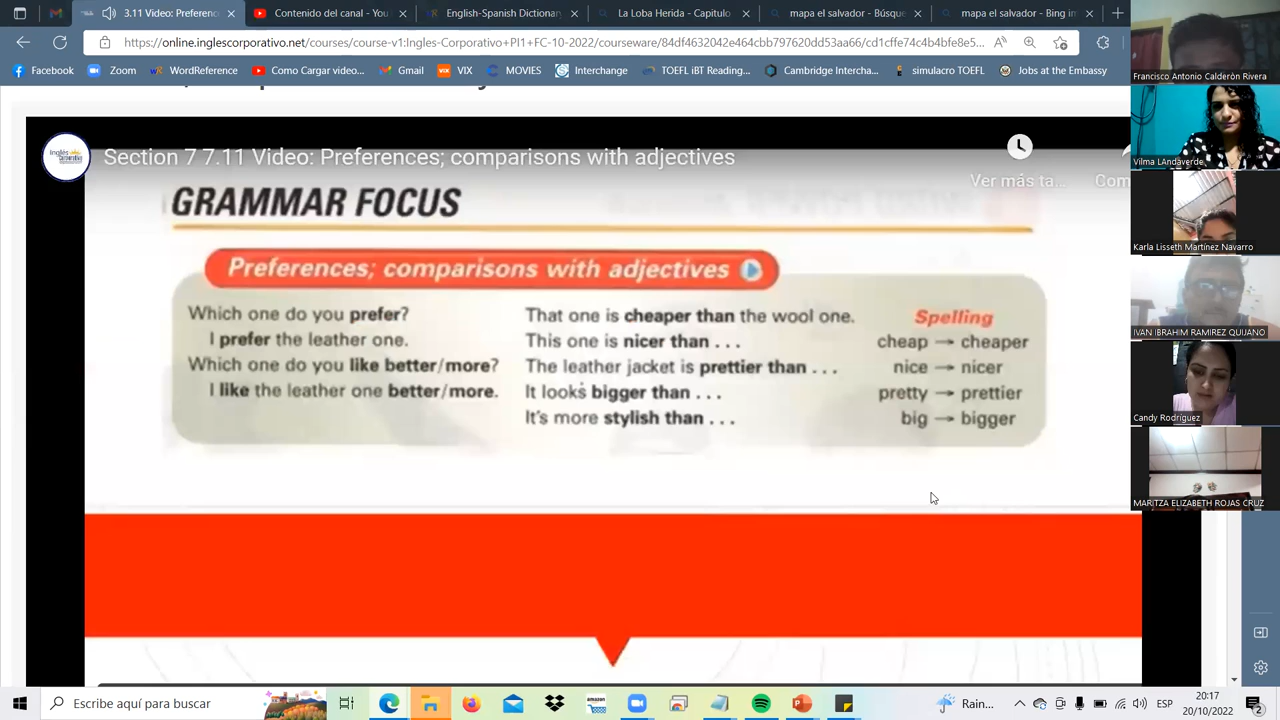 3.11 Video: Preferenc
Contenido del canal - You
English-Spanish Dictionary
La Loba Herida - Capitulo
mapa el salvador - Búsque
mapa el salvador - Bing im
https://online.inglescorporativo.net/courses/course-v1:Ingles-Corporativo+PI1+FC-10-2022/courseware/84df4632042e464cbb797620dd53aa66/cd1cffe74c4b4bfe8e5...
Facebook
Zoom
WordReference
Como Cargar video...
Gmail
VIX
MOVIES
Interchange
TOEFL iBT Reading...
Cambridge Intercha...
simulacro TOEFL
Jobs at the Embassy
Section 7 7.11 Video: Preferences; comparisons with adjectives
Ver más ta...
Com
GRAMMAR FOCUS
Preferences; comparisons with adjectives
Which one do you prefer?
I prefer the leather one.
Which one do you like better/more?
I like the leather one better/more.
That one is cheaper than the wool one.
This one is nicer than . . .
The leather jacket is prettier than . . .
It looks bigger than . . .
It's more stylish than . . .
Spelling
cheap → cheaper
nice → nicer
pretty → prettier
big → bigger
Francisco Antonio Calderón Rivera
Vilma LAndaverde
Karla Lisseth Martínez Navarro
IVAN IBRAHIM RAMIREZ QUIJANO
Candy Rodríguez
MARITZA ELIZABETH ROJAS CRUZ
Escribe aquí para buscar
Rain...
ESP
20:17
20/10/2022
2